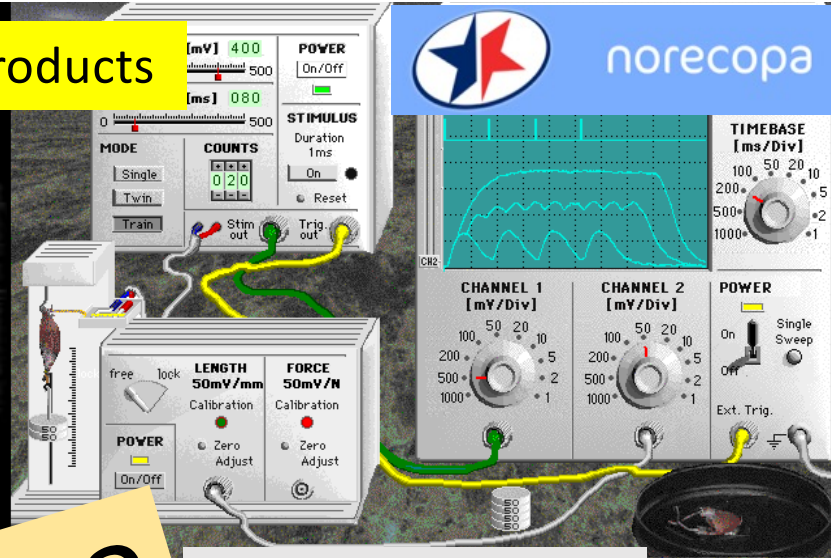 roducts
norecopa
[mV] 400
500
[ms] 080
0 500
MODE
Single
Twin
Train
COUNTS
020
POWER
On/Off
STIMULUS
Duration
1ms
On
Reset
Stim
out
Trig.
out
CH2-
TIMEBASE
[ms/Div]
1000 500 200 100 50 20 10 5 2 1
CHANNEL 1
[mV/Div]
1000 500 200 100 50 20 10 5 2 1
CHANNEL 2
[mV/Div]
1000 500 200 100 50 20 10 5 2 1
POWER
On
Off
Single
Sweep
Ext. Trig.
free lock
POWER
On/Off
LENGTH
50mV/mm
Calibration
Zero
Adjust
FORCE
50mV/N
Calibration
Zero
Adjust
50
50
50
50
50
50